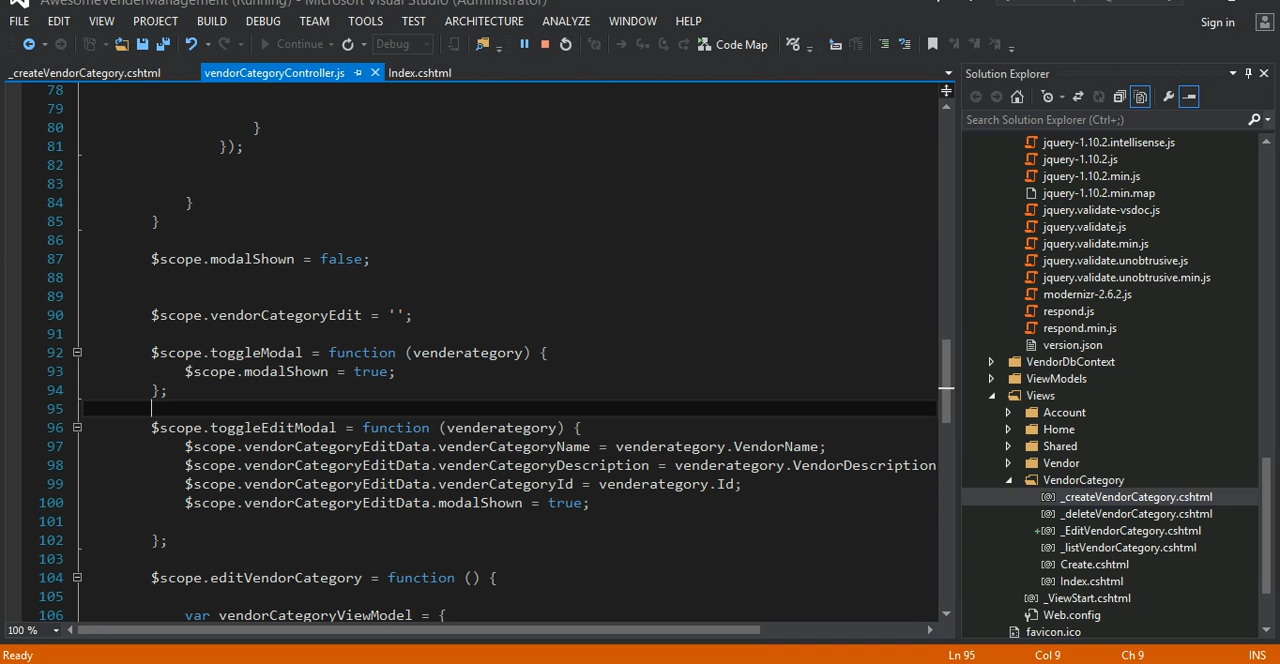 AwesomeVendorManagement (Running) - Microsoft Visual Studio (Administrator)
FILE EDIT VIEW PROJECT BUILD DEBUG TEAM TOOLS TEST ARCHITECTURE ANALYZE WINDOW HELP Sign in
Continue Debug Code Map
_createVendorCategory.cshtml vendorCategoryController.js Index.cshtml
78
79
80 }
81 });
82
83
84 }
85 }
86
87 $scope.modalShown = false;
88
89
90 $scope.vendorCategoryEdit = '';
91
92 $scope.toggleModal = function (venderategory) {
93 $scope.modalShown = true;
94 };
95
96 $scope.toggleEditModal = function (venderategory) {
97 $scope.vendorCategoryEditData.venderCategoryName = venderategory.VendorName;
98 $scope.vendorCategoryEditData.venderCategoryDescription = venderategory.VendorDescription
99 $scope.vendorCategoryEditData.venderCategoryId = venderategory.Id;
100 $scope.vendorCategoryEditData.modalShown = true;
101
102 };
103
104 $scope.editVendorCategory = function () {
105
106 var vendorCategoryViewModel = {
100 %
Solution Explorer
Search Solution Explorer (Ctrl+;)
jquery-1.10.2.intellisense.js
jquery-1.10.2.js
jquery-1.10.2.min.js
jquery-1.10.2.min.map
jquery.validate-vsdoc.js
jquery.validate.js
jquery.validate.min.js
jquery.validate.unobtrusive.js
jquery.validate.unobtrusive.min.js
modernizr-2.6.2.js
respond.js
respond.min.js
version.json
VendorDbContext
ViewModels
Views
Account
Home
Shared
Vendor
VendorCategory
_createVendorCategory.cshtml
_deleteVendorCategory.cshtml
_EditVendorCategory.cshtml
_listVendorCategory.cshtml
Create.cshtml
Index.cshtml
_ViewStart.cshtml
Web.config
favicon.ico
Ready Ln 95 Col 9 Ch 9 INS